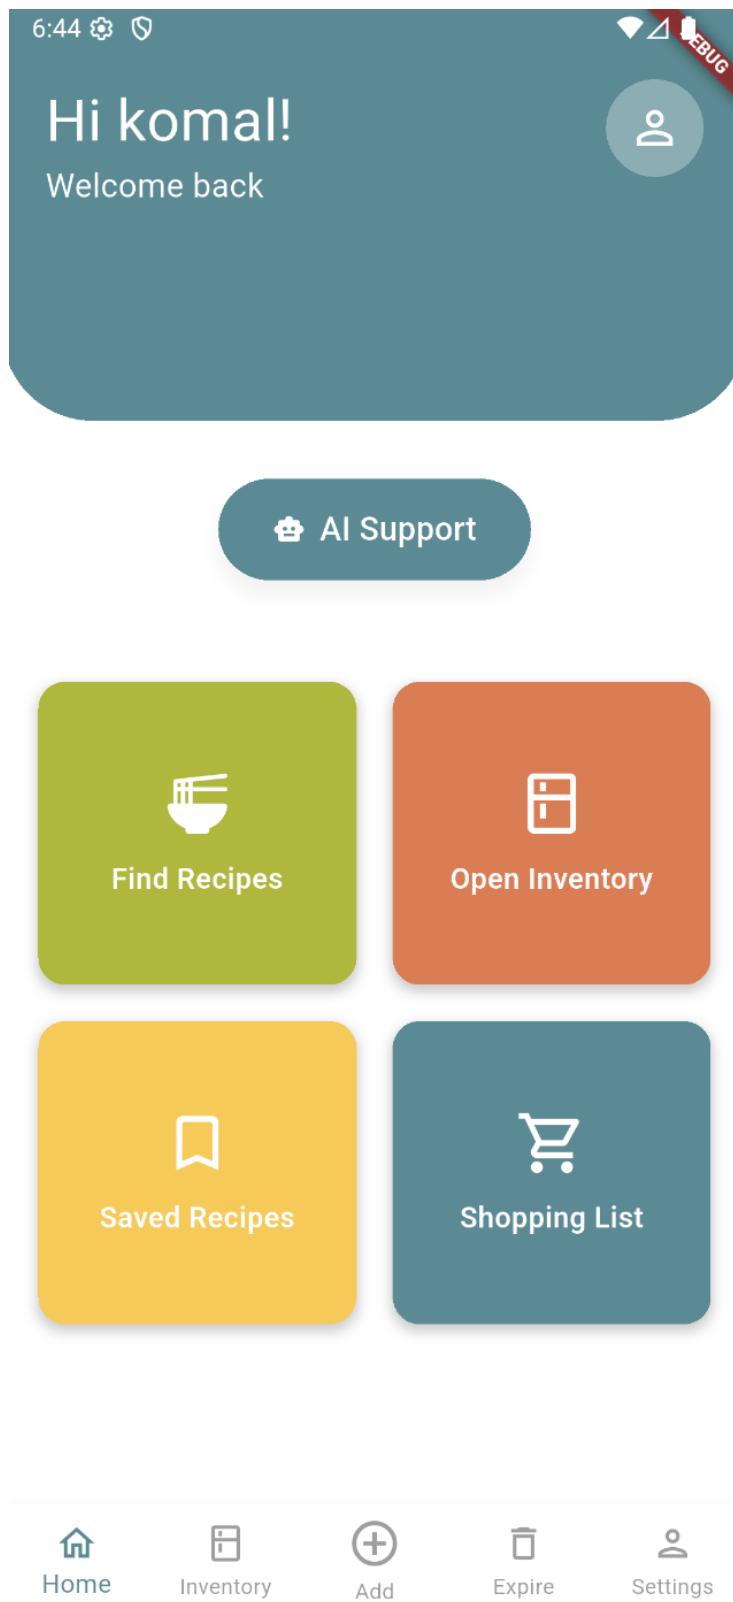 6:44
Hi komal!
Welcome back
AI Support
Find Recipes
Open Inventory
Saved Recipes
Shopping List
Home
Inventory
Add
Expire
Settings